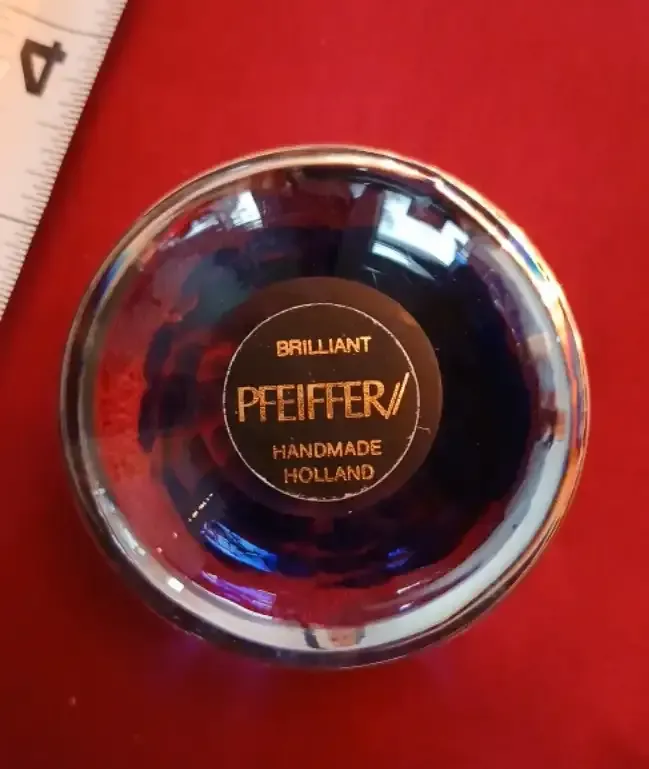 4
BRILLIANT
PFEIFFER//
HANDMADE
HOLLAND